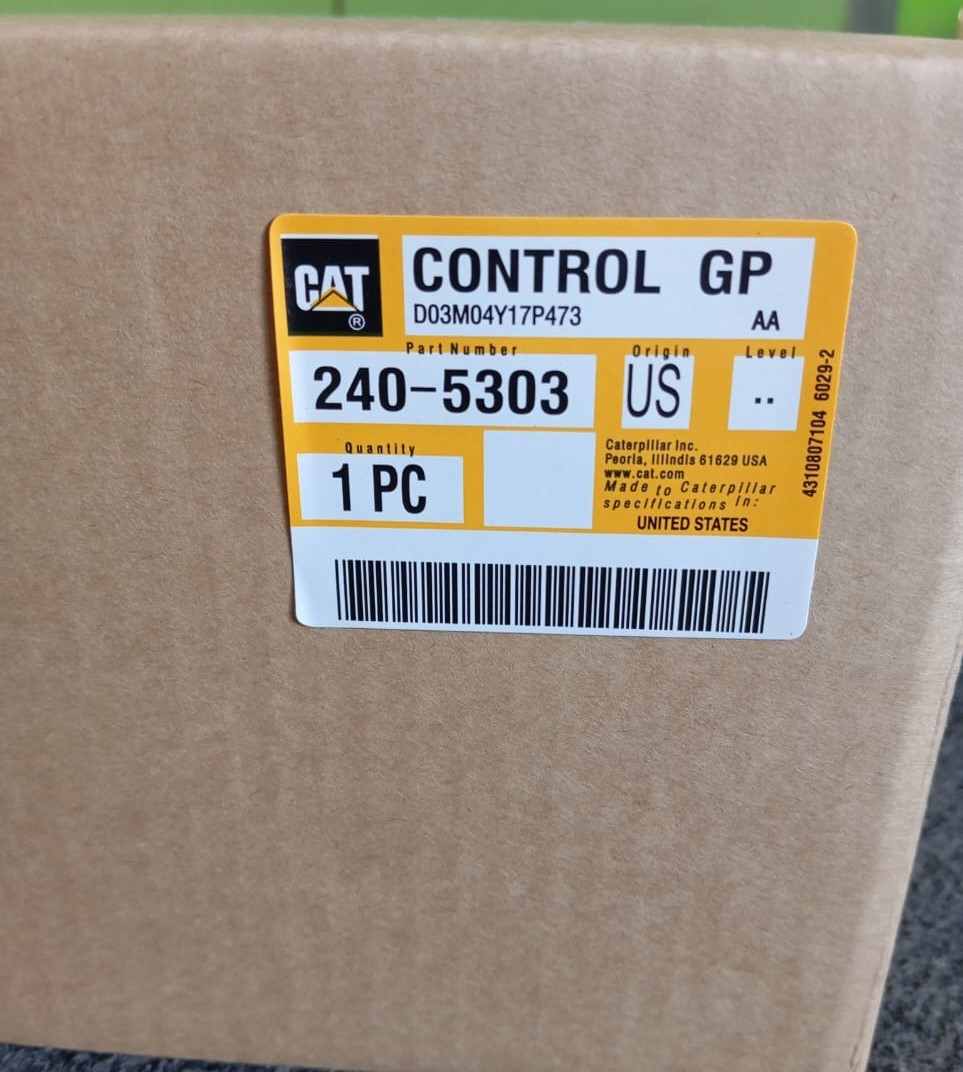 CAT
®
CONTROL GP
D03M04Y17P473
AA
Part Number
Origin
Level
240-5303
US
..
Quantity
1 PC
Caterpillar Inc.
Peoria, Illindis 61629 USA
www.cat.com
Made to Caterpillar
specifications in:
UNITED STATES
4310807104 6029-2